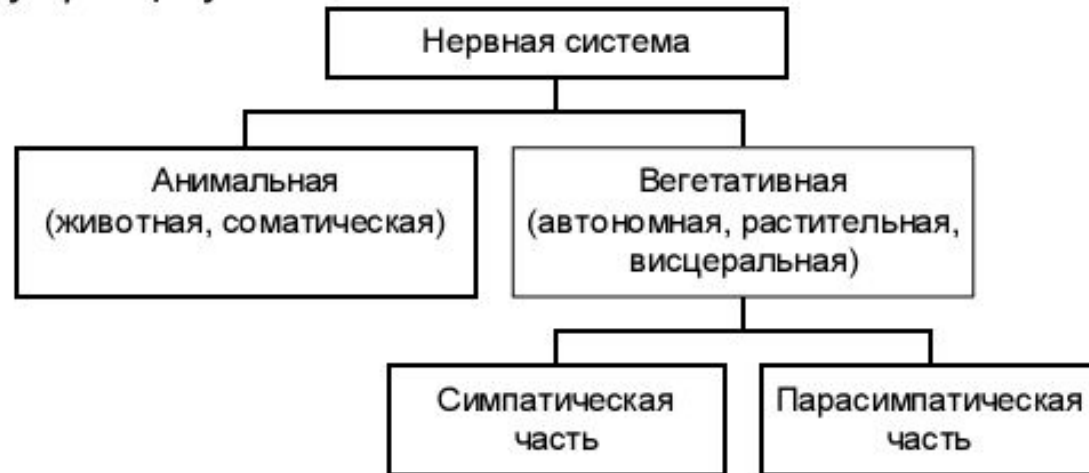 Нервная система
Анимальная
(животная, соматическая)
Вегетативная
(автономная, растительная,
висцеральная)
Симпатическая
часть
Парасимпатическая
часть